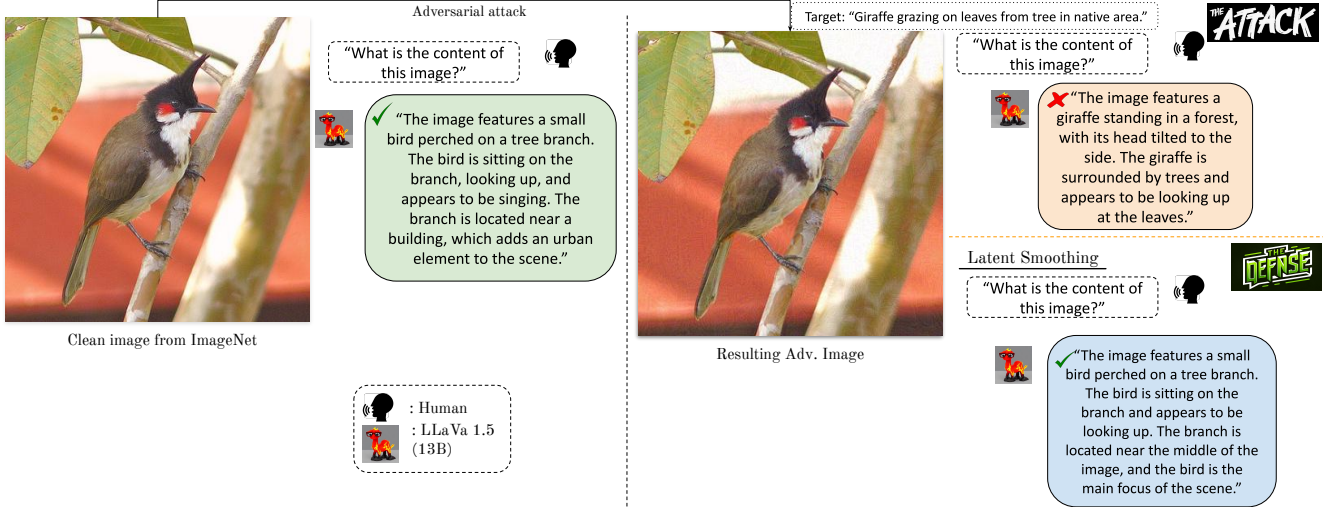 Adversarial attack
“What is the content of
this image?”
“The image features a small
bird perched on a tree branch.
The bird is sitting on the
branch, looking up, and
appears to be singing. The
branch is located near a
building, which adds an urban
element to the scene.”
Clean image from ImageNet
: Human
: LLaVa 1.5
(13B)
Target: “Giraffe grazing on leaves from tree in native area.”
THE
ATTACK
“What is the content of
this image?”
“The image features a
giraffe standing in a forest,
with its head tilted to the
side. The giraffe is
surrounded by trees and
appears to be looking up
at the leaves.”
Resulting Adv. Image
Latent Smoothing
THE
DEFENSE
“What is the content of
this image?”
“The image features a small
bird perched on a tree branch.
The bird is sitting on the
branch and appears to be
looking up. The branch is
located near the middle of the
image, and the bird is the
main focus of the scene.”